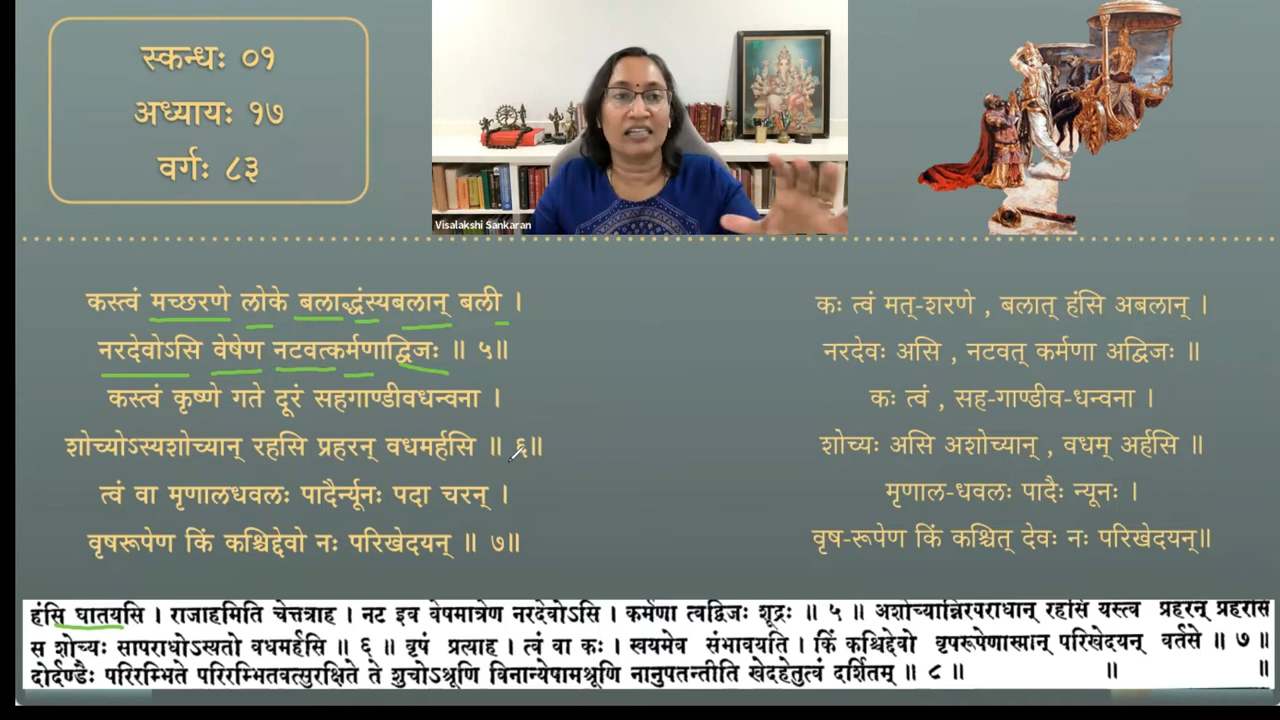 स्कन्धः ०१
अध्यायः १७
वर्गः ८३
Visalakshi Sankaran
कस्त्वं मच्छरणे लोके बलाद्धंस्यबलान् बली ।
नरदेवोऽसि वेषेण नटवत्कर्मणाद्विजः ॥ ५॥
कस्त्वं कृष्णे गते दूरं सहगाण्डीवधन्वना ।
शोच्योऽस्यशोच्यान् रहसि प्रहरन् वधमर्हसि ॥ ६॥
त्वं वा मृणालधवलः पादैर्न्यूनः पदा चरन् ।
वृषरूपेण किं कश्चिद्देवो नः परिखेदयन् ॥ ७॥
कः त्वं मत्-शरणे , बलात् हंसि अबलान् ।
नरदेवः असि , नटवत् कर्मणा अद्विजः ॥
कः त्वं , सह-गाण्डीव-धन्वना ।
शोच्यः असि अशोच्यान् , वधम् अर्हसि ॥
मृणाल-धवलः पादैः न्यूनः ।
वृष-रूपेण किं कश्चित् देवः नः परिखेदयन्॥
हंसि घातयसि । राजाहमिति चेत्तत्राह । नट इव वेषमात्रेण नरदेवोऽसि । कर्मणा त्वद्विजः शूद्रः ॥ ५ ॥ अशोच्यान्निरपराधान् रहसि यस्त्वं प्रहरन् प्रहरसि
स शोच्यः सापराधोऽस्यतो वधमर्हसि ॥ ६ ॥ वृषं प्रत्याह । त्वं वा कः । स्वयमेव संभावयति । किं कश्चिद्देवो वृषरूपेणास्मान् परिखेदयन् वर्तसे ॥ ७ ॥
दोर्दण्डैः परिरम्भिते परिरम्भितवत्सुरक्षिते ते शुचोऽश्रूणि विनान्येषामश्रूणि नानुपतन्तीति खेदहेतुत्वं दर्शितम् ॥ ८ ॥ ॥ ॥